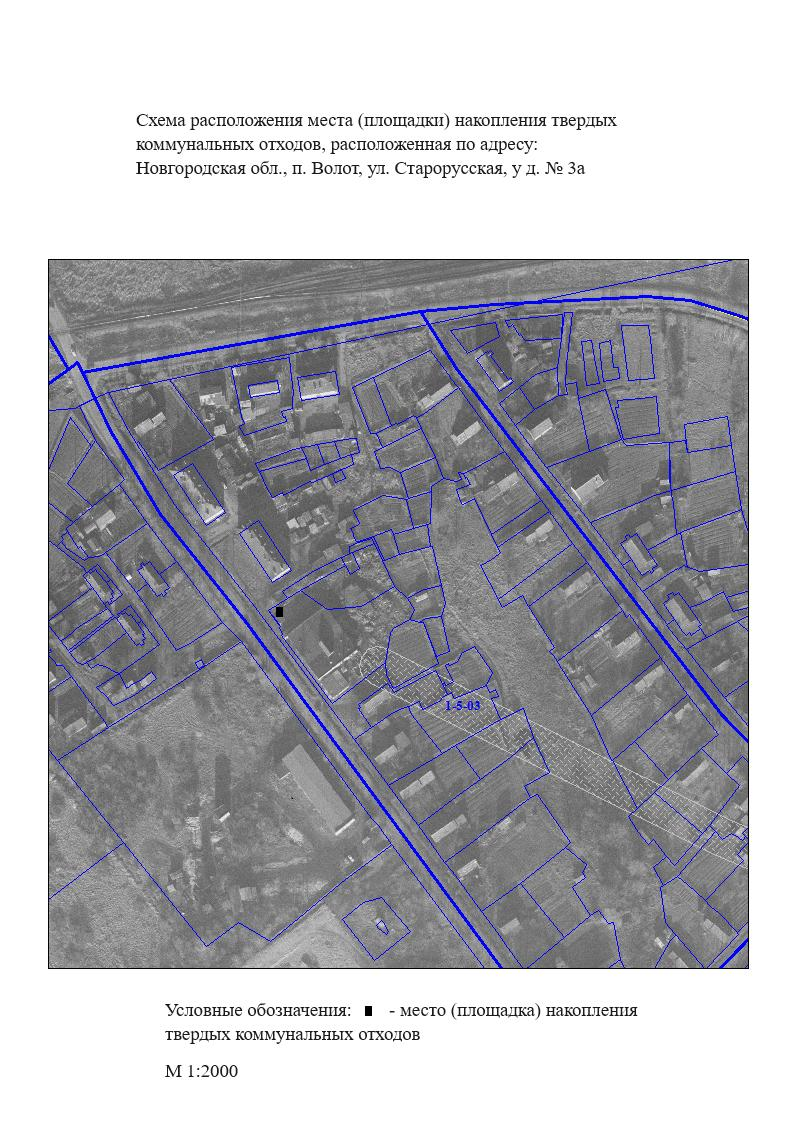 Схема расположения места (площадки) накопления твердых
коммунальных отходов, расположенная по адресу:
Новгородская обл., п. Волот, ул. Старорусская, у д. № 3а
1-5-03
Условные обозначения: ■ - место (площадка) накопления
твердых коммунальных отходов
М 1:2000